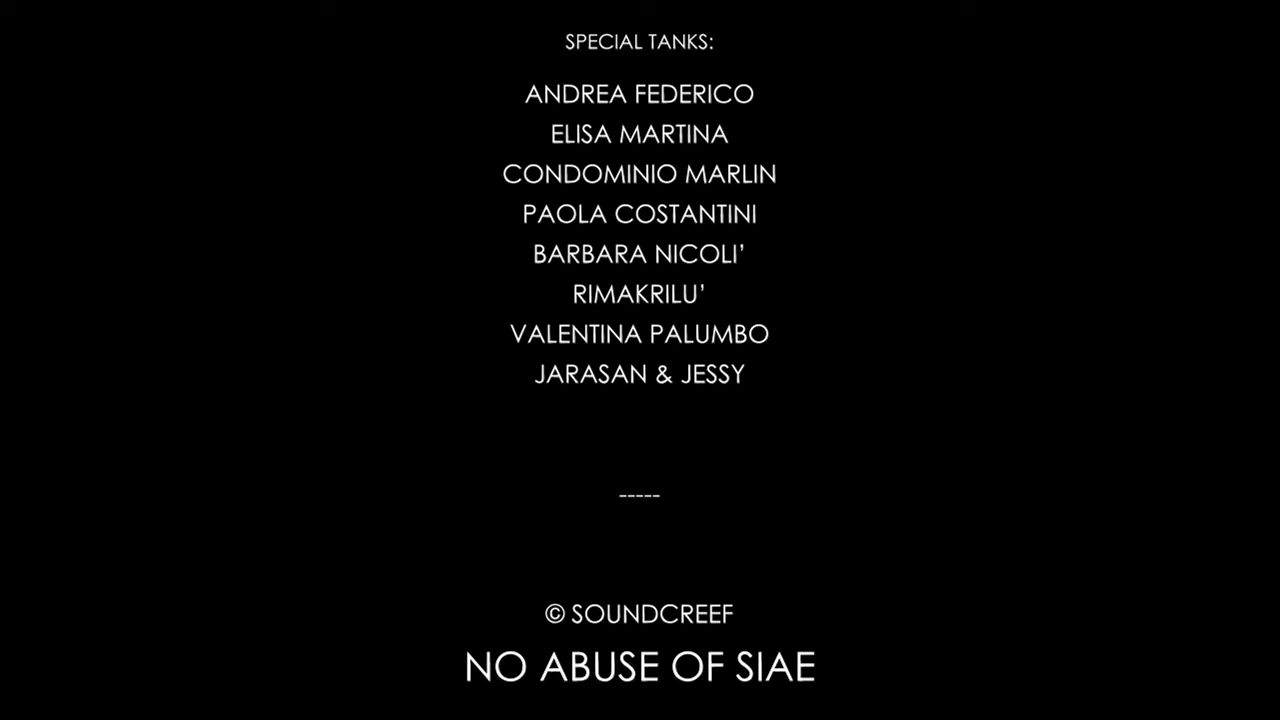 SPECIAL TANKS:
ANDREA FEDERICO
ELISA MARTINA
CONDOMINIO MARLIN
PAOLA COSTANTINI
BARBARA NICOLI’
RIMAKRILU’
VALENTINA PALUMBO
JARASAN & JESSY
-----
© SOUNDCREEF
NO ABUSE OF SIAE